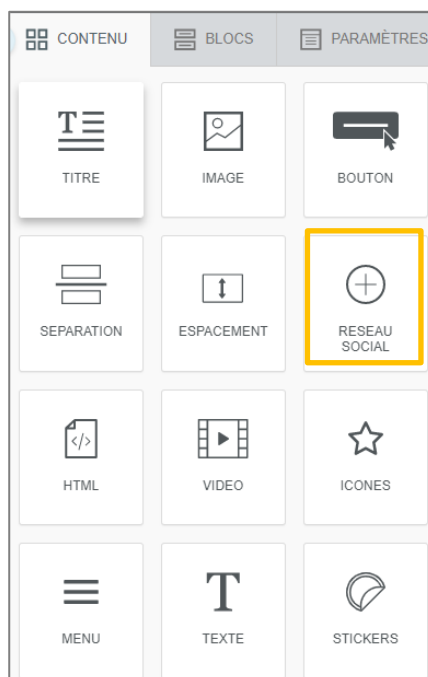 CONTENU BLOCS PARAMÈTRES
TITRE IMAGE BOUTON
SEPARATION ESPACEMENT RESEAU
SOCIAL
HTML VIDEO ICONES
MENU TEXTE STICKERS